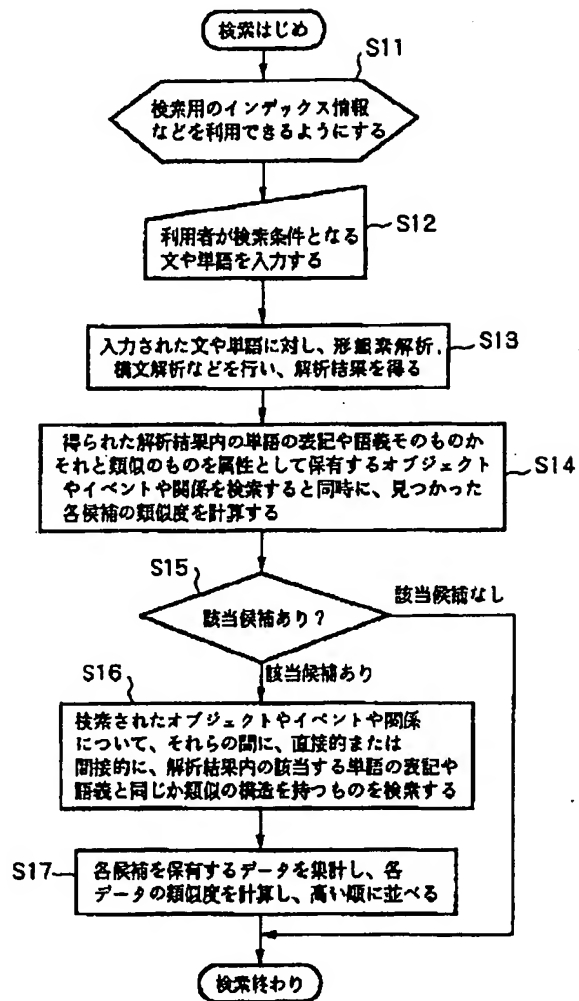 検索はじめ
S11
検索用のインデックス情報
などを利用できるようにする
S12
利用者が検索条件となる
文や単語を入力する
S13
入力された文や単語に対し、形態素解析,
構文解析などを行い、解析結果を得る
S14
得られた解析結果内の単語の表記や語義そのものか
それと類似のものを属性として保有するオブジェクト
やイベントや関係を検索すると同時に、見つかった
各候補の類似度を計算する
S15
該当候補あり?
該当候補なし
該当候補あり
S16
検索されたオブジェクトやイベントや関係
について、それらの間に、直接的または
間接的に、解析結果内の該当する単語の表記や
語義と同じか類似の構造を持つものを検索する
S17
各候補を保有するデータを集計し、各
データの類似度を計算し、高い順に並べる
検索終わり